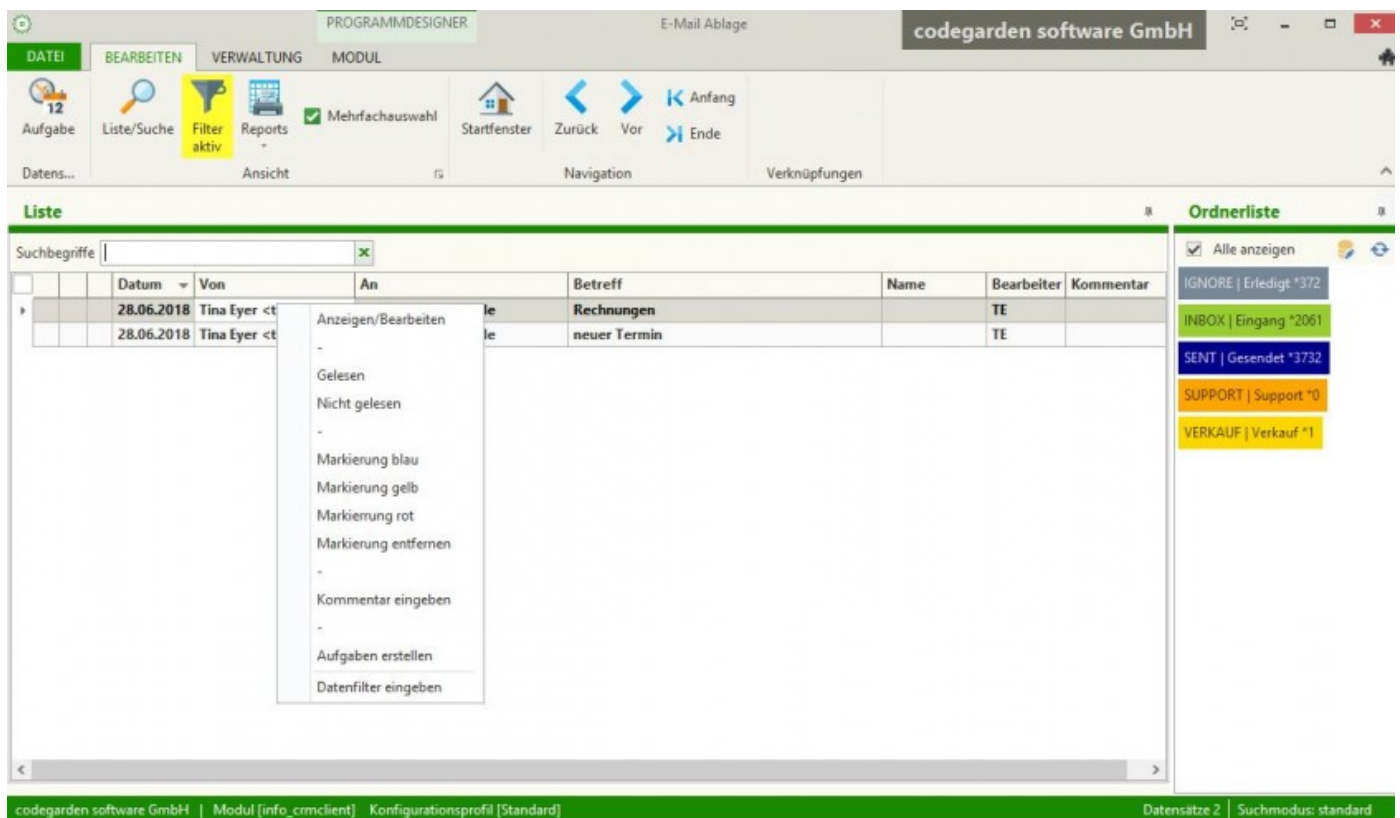 PROGRAMMDESIGNER E-Mail Ablage codegarden software GmbH
DATEI BEARBEITEN VERWALTUNG MODUL
12
Aufgabe Liste/Suche Filter aktiv Reports Mehrfachauswahl Startfenster Zurück Vor Anfang
Ende
Datens... Ansicht Navigation Verknüpfungen
Liste Ordnerliste
Suchbegriffe Alle anzeigen
Datum Von An Betreff Name Bearbeiter Kommentar
28.06.2018 Tina Eyer <t le Rechnungen TE
28.06.2018 Tina Eyer <t le neuer Termin TE
Anzeigen/Bearbeiten
-
Gelesen
Nicht gelesen
-
Markierung blau
Markierung gelb
Markierrung rot
Markierung entfernen
-
Kommentar eingeben
-
Aufgaben erstellen
Datenfilter eingeben
IGNORE | Erledigt *372
INBOX | Eingang *2061
SENT | Gesendet *3732
SUPPORT | Support *0
VERKAUF | Verkauf *1
codegarden software GmbH | Modul [info_crmclient] Konfigurationsprofil [Standard] Datensätze 2 | Suchmodus: standard